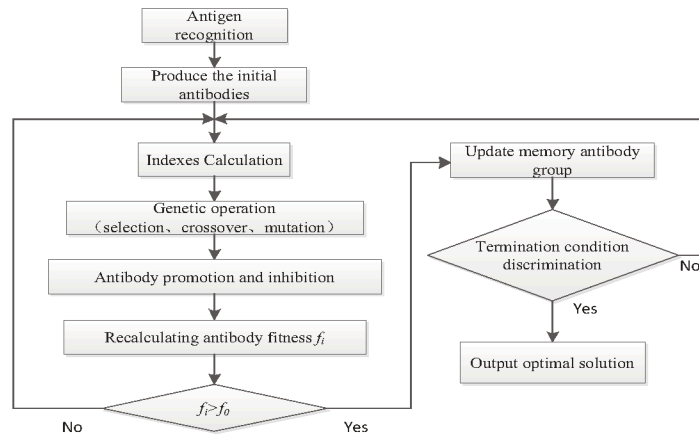 Antigen
recognition
Produce the initial
antibodies
Indexes Calculation
Genetic operation
（selection、crossover、mutation）
Antibody promotion and inhibition
Recalculating antibody fitness fi
fi>f0
No
Yes
Update memory antibody
group
Termination condition
discrimination
No
Yes
Output optimal solution